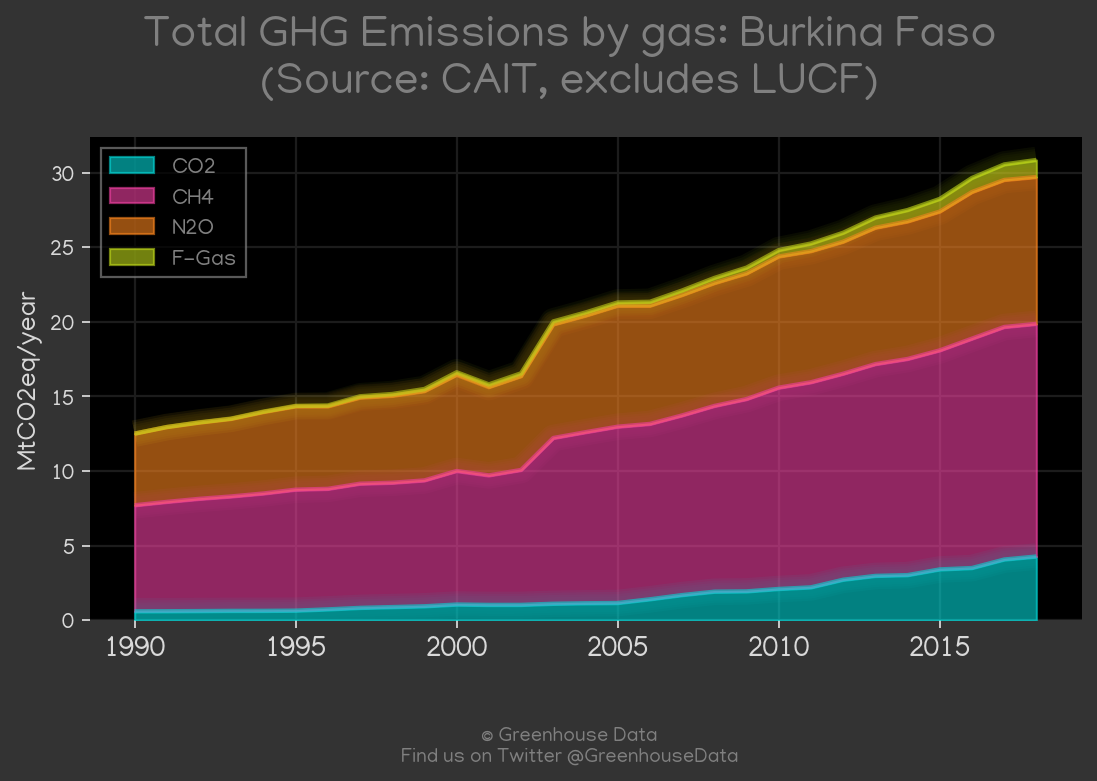 Total GHG Emissions by gas: Burkina Faso
(Source: CAIT, excludes LUCF)
CO2
CH4
N2O
F-Gas
MtCO2eq/year
30
25
20
15
10
5
0
1990 1995 2000 2005 2010 2015
© Greenhouse Data
Find us on Twitter @GreenhouseData